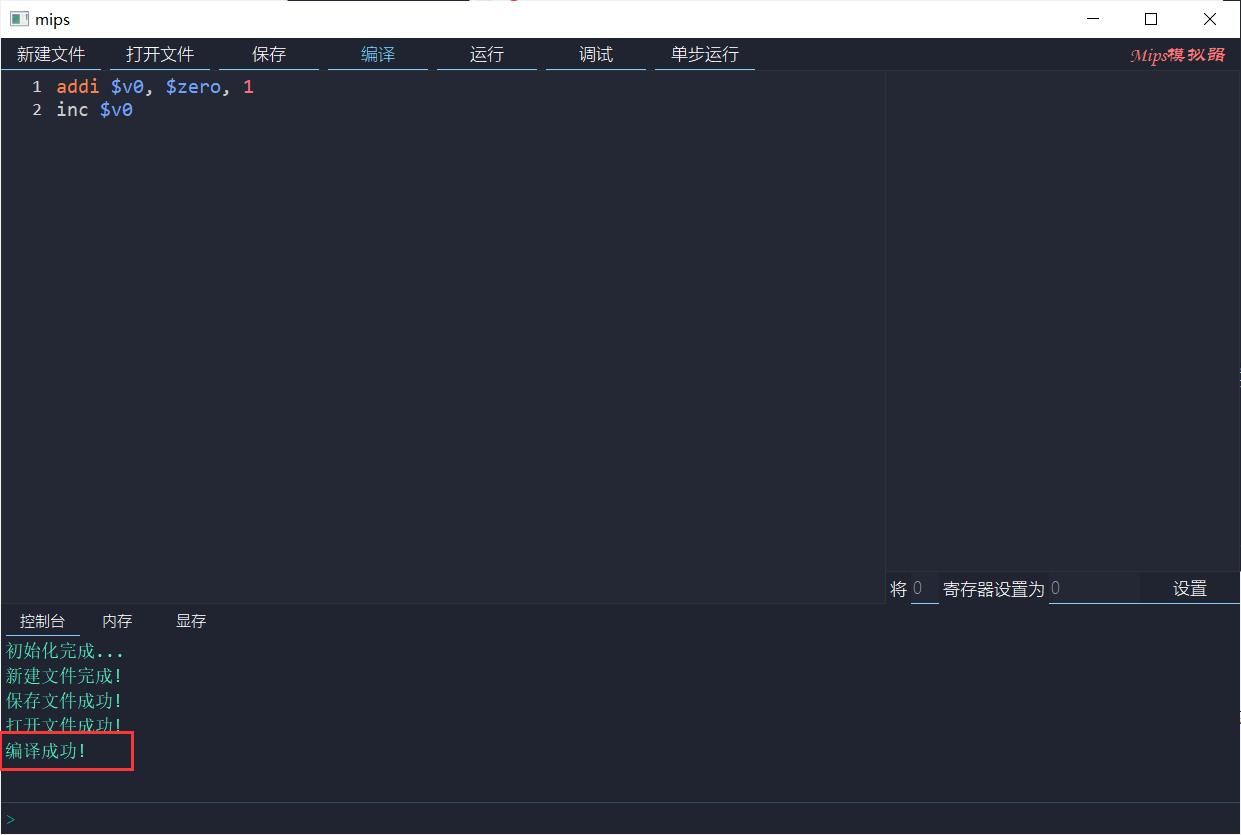 mips
新建文件 打开文件 保存 编译 运行 调试 单步运行 Mips模拟器
1 addi $v0, $zero, 1
2 inc $v0
将 0 寄存器设置为 0 设置
控制台 内存 显存
初始化完成...
新建文件完成!
保存文件成功!
打开文件成功!
编译成功!
>